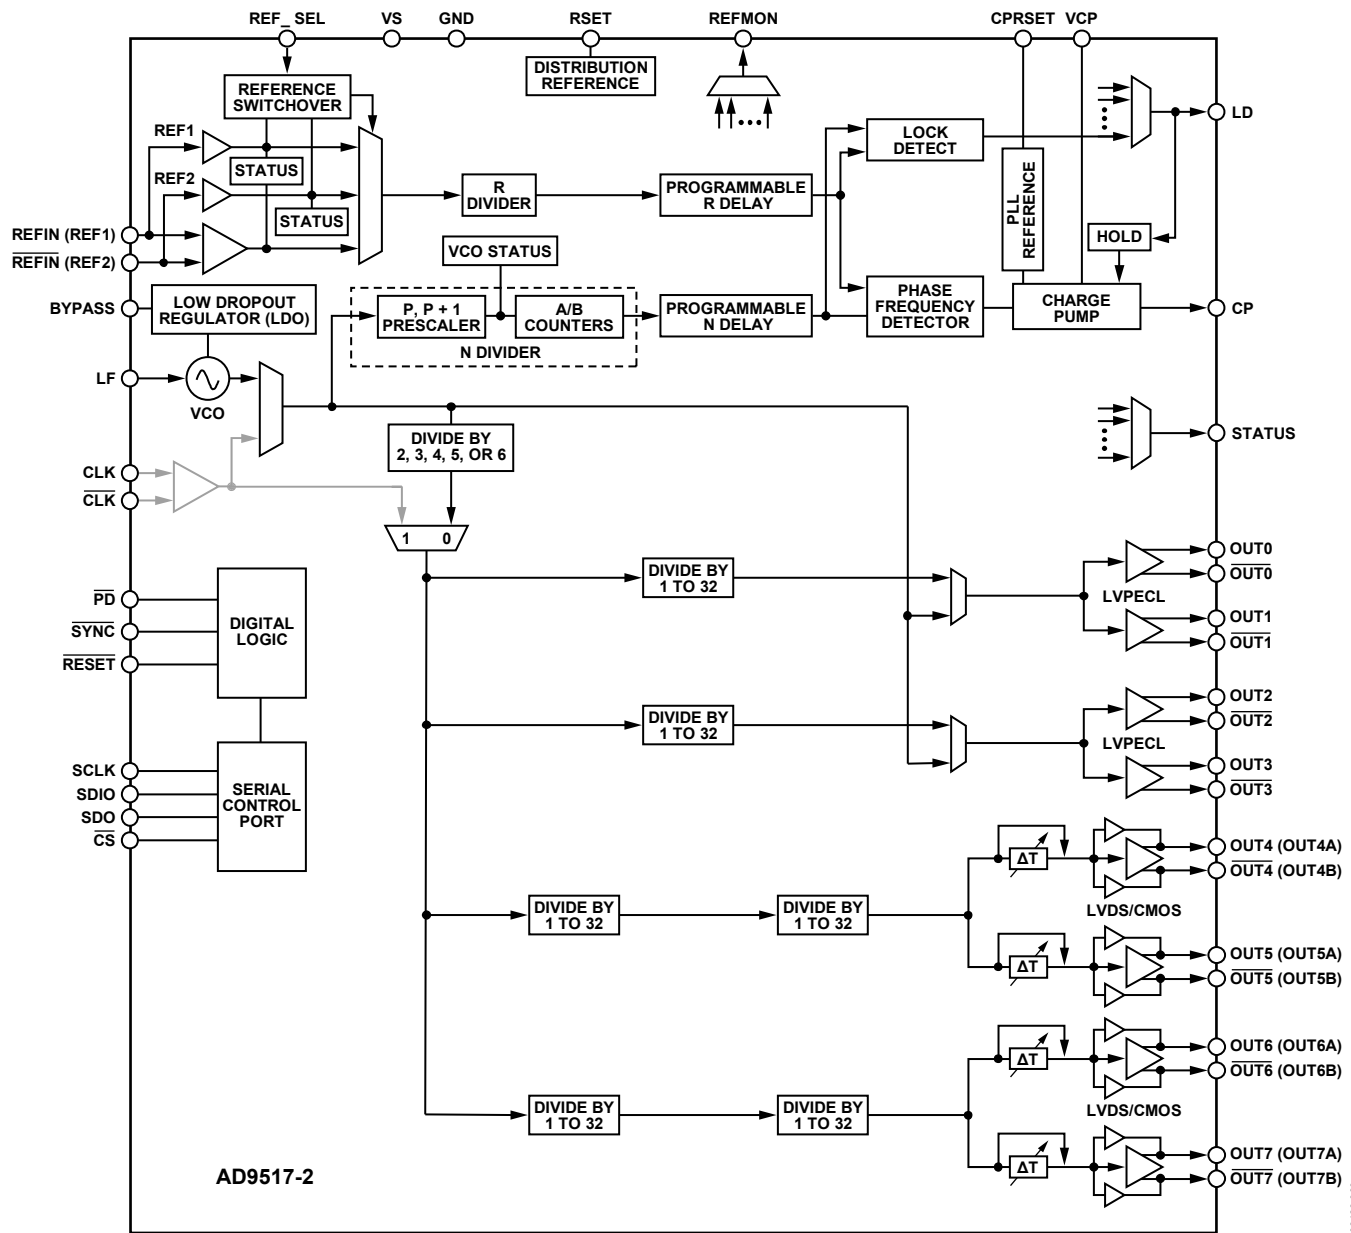 REF_SEL
VS
GND
RSET
REFMON
CPRSET
VCP
REFERENCE
SWITCHOVER
DISTRIBUTION
REFERENCE
LD
REF1
STATUS
REF2
STATUS
LOCK
DETECT
R
DIVIDER
PROGRAMMABLE
R DELAY
PLL
REFERENCE
HOLD
REFIN (REF1)
REFIN (REF2)
VCO STATUS
BYPASS
LOW DROPOUT
REGULATOR (LDO)
P, P + 1
PRESCALER
A/B
COUNTERS
N DIVIDER
PROGRAMMABLE
N DELAY
PHASE
FREQUENCY
DETECTOR
CHARGE
PUMP
CP
LF
VCO
DIVIDE BY
2, 3, 4, 5, OR 6
STATUS
CLK
CLK
1 0
DIVIDE BY
1 TO 32
OUT0
OUT0
LVPECL
OUT1
OUT1
PD
SYNC
RESET
DIGITAL
LOGIC
DIVIDE BY
1 TO 32
OUT2
OUT2
LVPECL
OUT3
OUT3
SCLK
SDIO
SDO
CS
SERIAL
CONTROL
PORT
ΔT
OUT4 (OUT4A)
OUT4 (OUT4B)
DIVIDE BY
1 TO 32
DIVIDE BY
1 TO 32
LVDS/CMOS
ΔT
OUT5 (OUT5A)
OUT5 (OUT5B)
ΔT
OUT6 (OUT6A)
OUT6 (OUT6B)
DIVIDE BY
1 TO 32
DIVIDE BY
1 TO 32
LVDS/CMOS
ΔT
OUT7 (OUT7A)
OUT7 (OUT7B)
AD9517-2